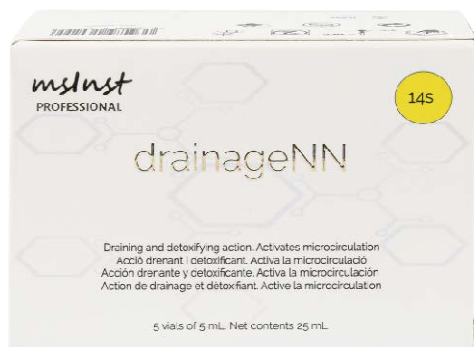 msInst
PROFESSIONAL
14s
drainageNN
Draining and detoxifying action. Activates microcirculation
Acció drenant i detoxificant. Activa la microcirculació
Acción drenante y detoxificante. Activa la microcirculación
Action de drainage et détoxifiant. Active la microcirculation
5 vials of 5 mL. Net contents 25 mL.